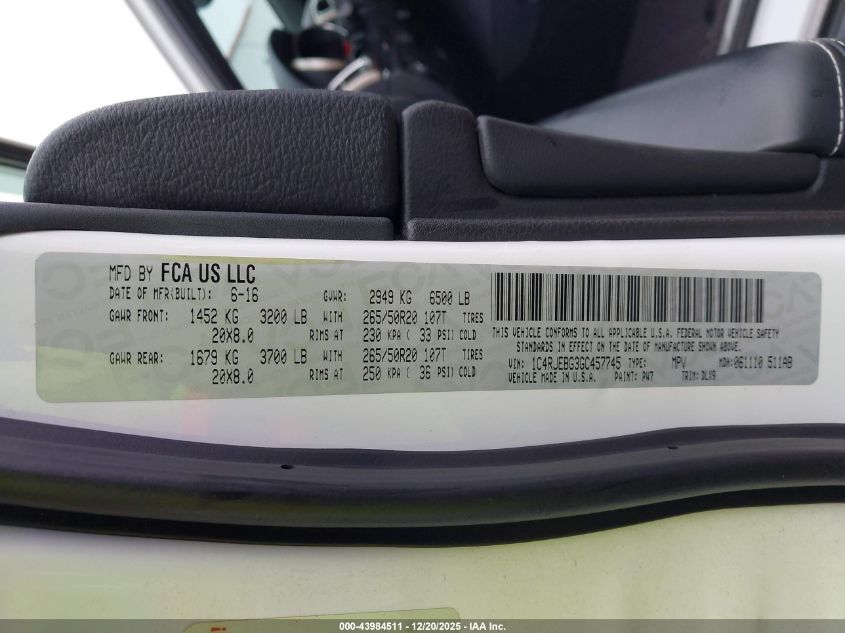 MFD BY FCA US LLC
DATE OF MFR(BUILT): 6-16 GVWR: 2949 KG 6500 LB
GAWR FRONT: 1452 KG 3200 LB WITH 265/50R20 107T TIRES
20X8.0 RIMS AT 230 KPA ( 33 PSI) COLD
GAWR REAR: 1679 KG 3700 LB WITH 265/50R20 107T TIRES
20X8.0 RIMS AT 250 KPA ( 36 PSI) COLD
THIS VEHICLE CONFORMS TO ALL APPLICABLE U.S.A. FEDERAL MOTOR VEHICLE SAFETY
STANDARDS IN EFFECT ON THE DATE OF MANUFACTURE SHOWN ABOVE.
VIN: 1C4RJEBG3GC457745 TYPE: MPV MDH: 061110 511AB
VEHICLE MADE IN U.S.A. PAINT: PW7 TRIM: DLV9
000-43984511 - 12/20/2025 - IAA Inc.